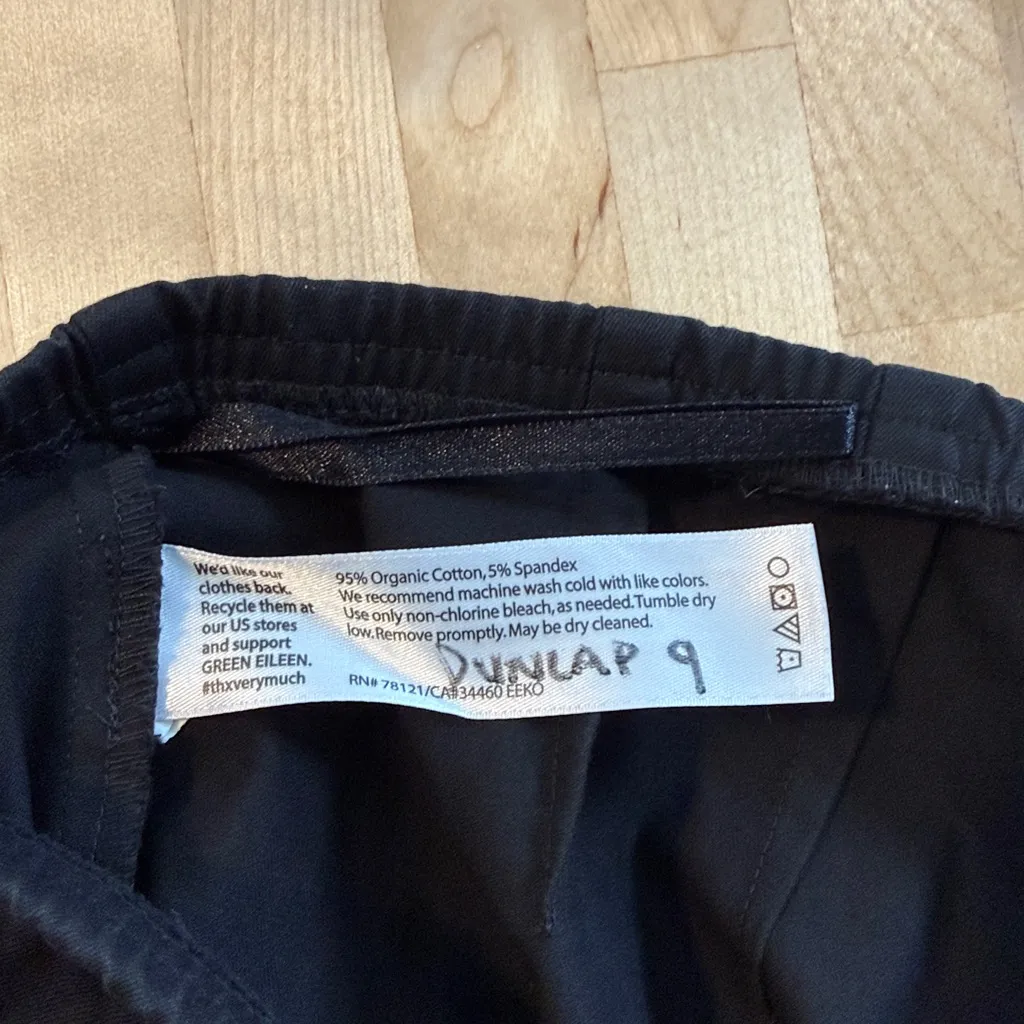 We'd like our
clothes back.
Recycle them at
our US stores
and support
GREEN EILEEN.
#thxverymuch
95% Organic Cotton, 5% Spandex
We recommend machine wash cold with like colors.
Use only non-chlorine bleach, as needed. Tumble dry
low. Remove promptly. May be dry cleaned.
DUNLAP 9
RN# 78121/CA#34460 EEKO